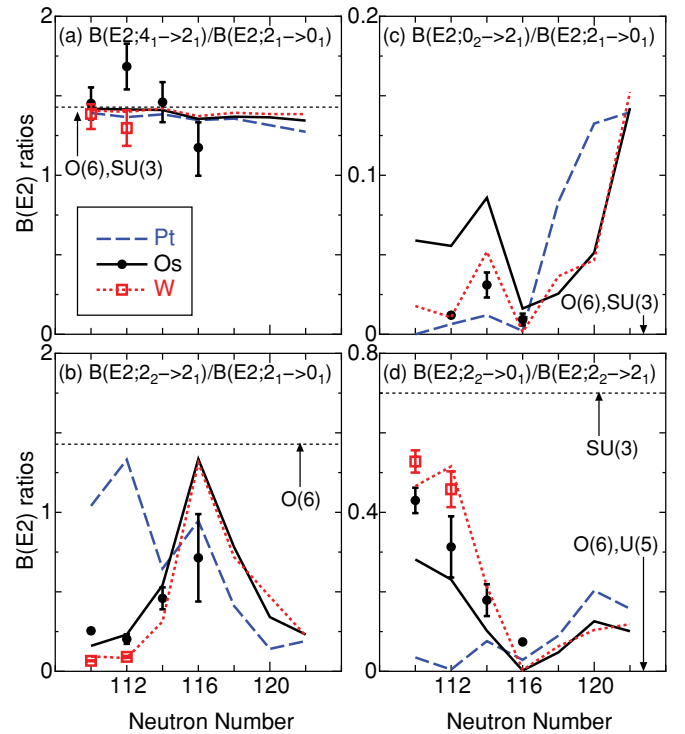 (a) B(E2;4₁->2₁)/B(E2;2₁->0₁)
2
1
0
B(E2) ratios
O(6),SU(3)
Pt
Os
W
(c) B(E2;0₂->2₁)/B(E2;2₁->0₁)
0.2
0.1
0
O(6),SU(3)
(b) B(E2;2₂->2₁)/B(E2;2₁->0₁)
2
1
0
B(E2) ratios
O(6)
112
116
120
Neutron Number
(d) B(E2;2₂->0₁)/B(E2;2₂->2₁)
0.8
0.4
0
SU(3)
O(6),U(5)
112
116
120
Neutron Number